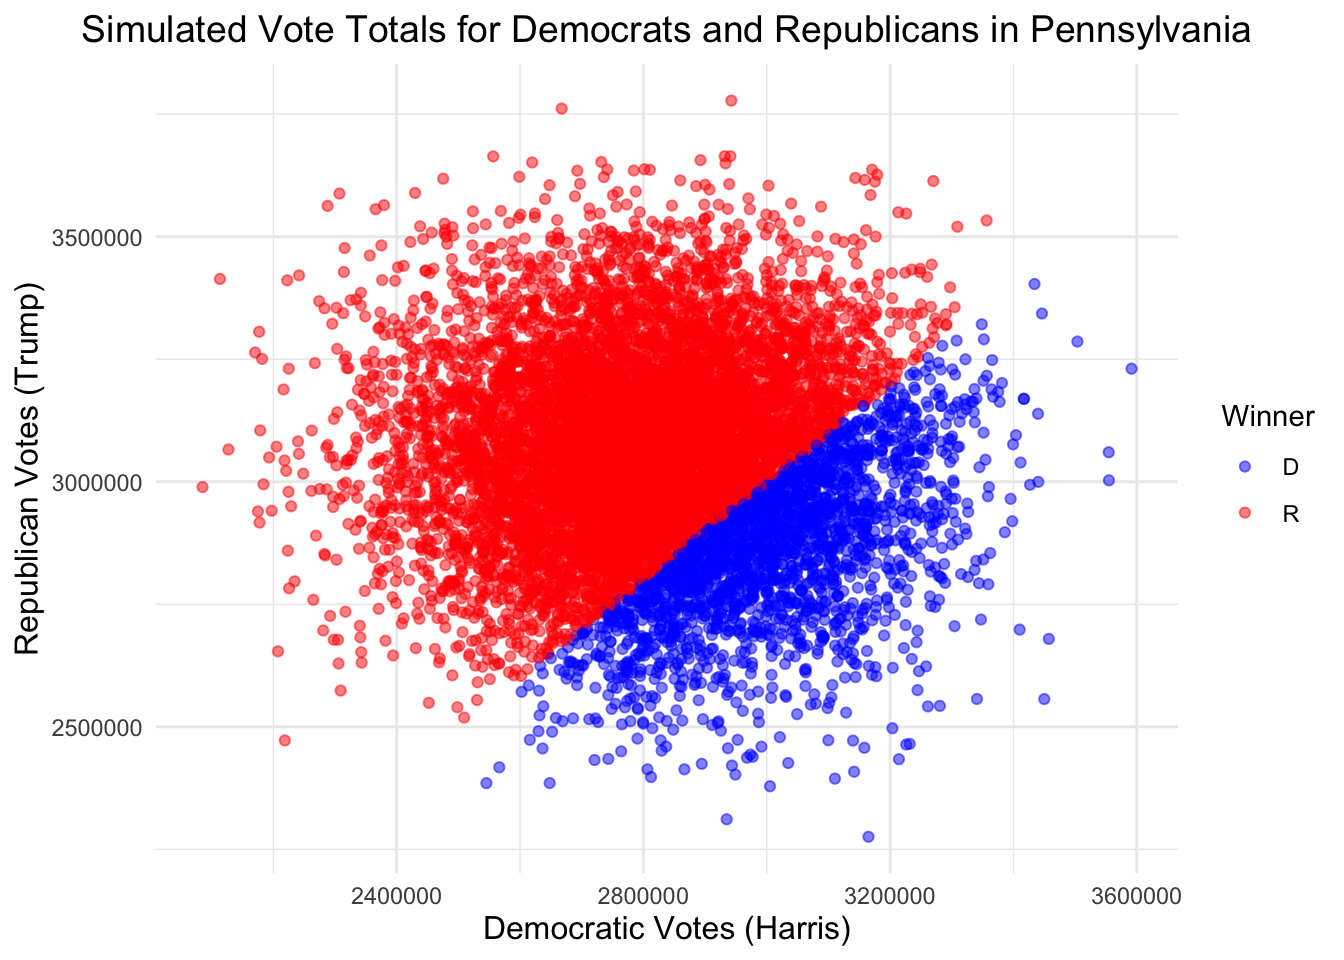 Simulated Vote Totals for Democrats and Republicans in Pennsylvania
Republican Votes (Trump)
3500000
3000000
2500000
2400000 2800000 3200000 3600000
Democratic Votes (Harris)
Winner
D
R